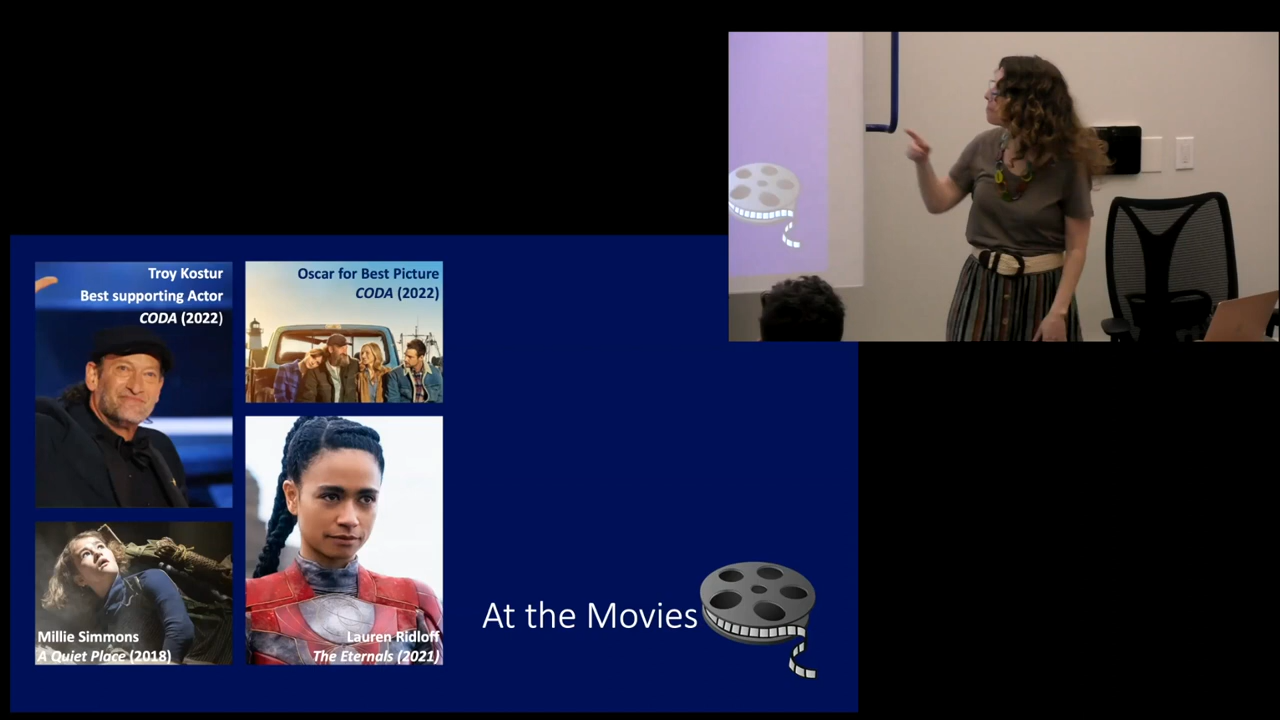 Troy Kostur
Best supporting Actor
CODA (2022)
Oscar for Best Picture
CODA (2022)
Millie Simmons
A Quiet Place (2018)
Lauren Ridloff
The Eternals (2021)
At the Movies